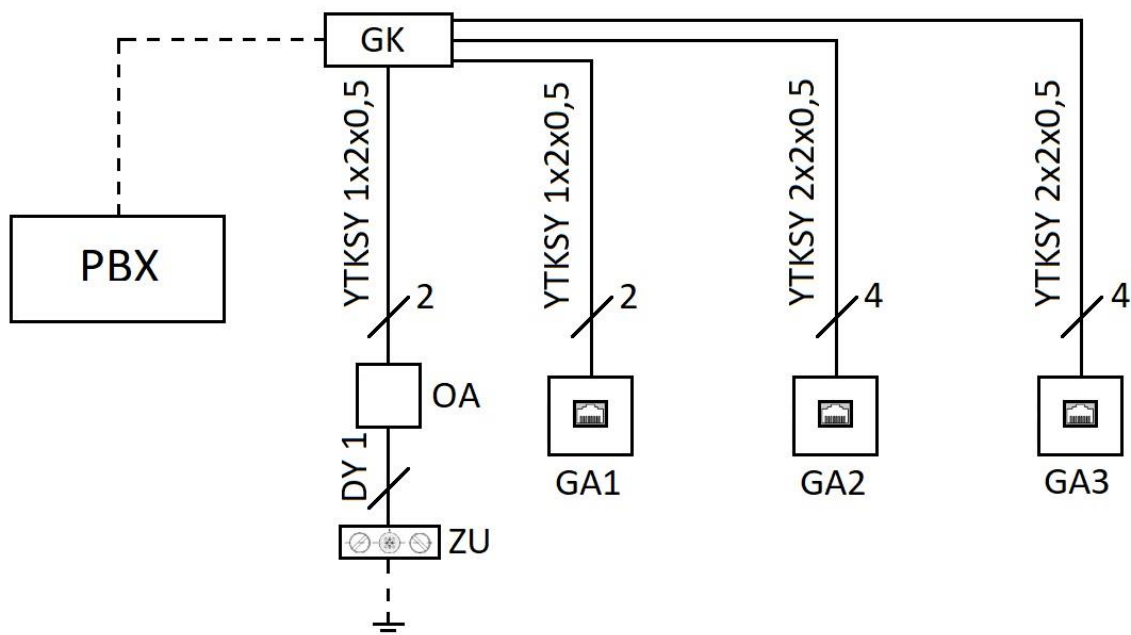 GK
PBX
YTKSY 1x2x0,5
YTKSY 1x2x0,5
YTKSY 2x2x0,5
YTKSY 2x2x0,5
2
2
4
4
OA
DY 1
GA1
GA2
GA3
ZU